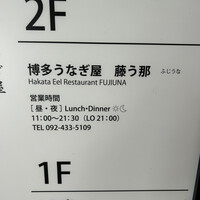 2F
博多うなぎ屋 藤う那 ふじうな
Hakata Eel Restaurant FUJIUNA
営業時間
[ 昼・夜 ] Lunch・Dinner ☼☾
11:00〜21:30（LO 21:00）
TEL 092-433-5109
1F